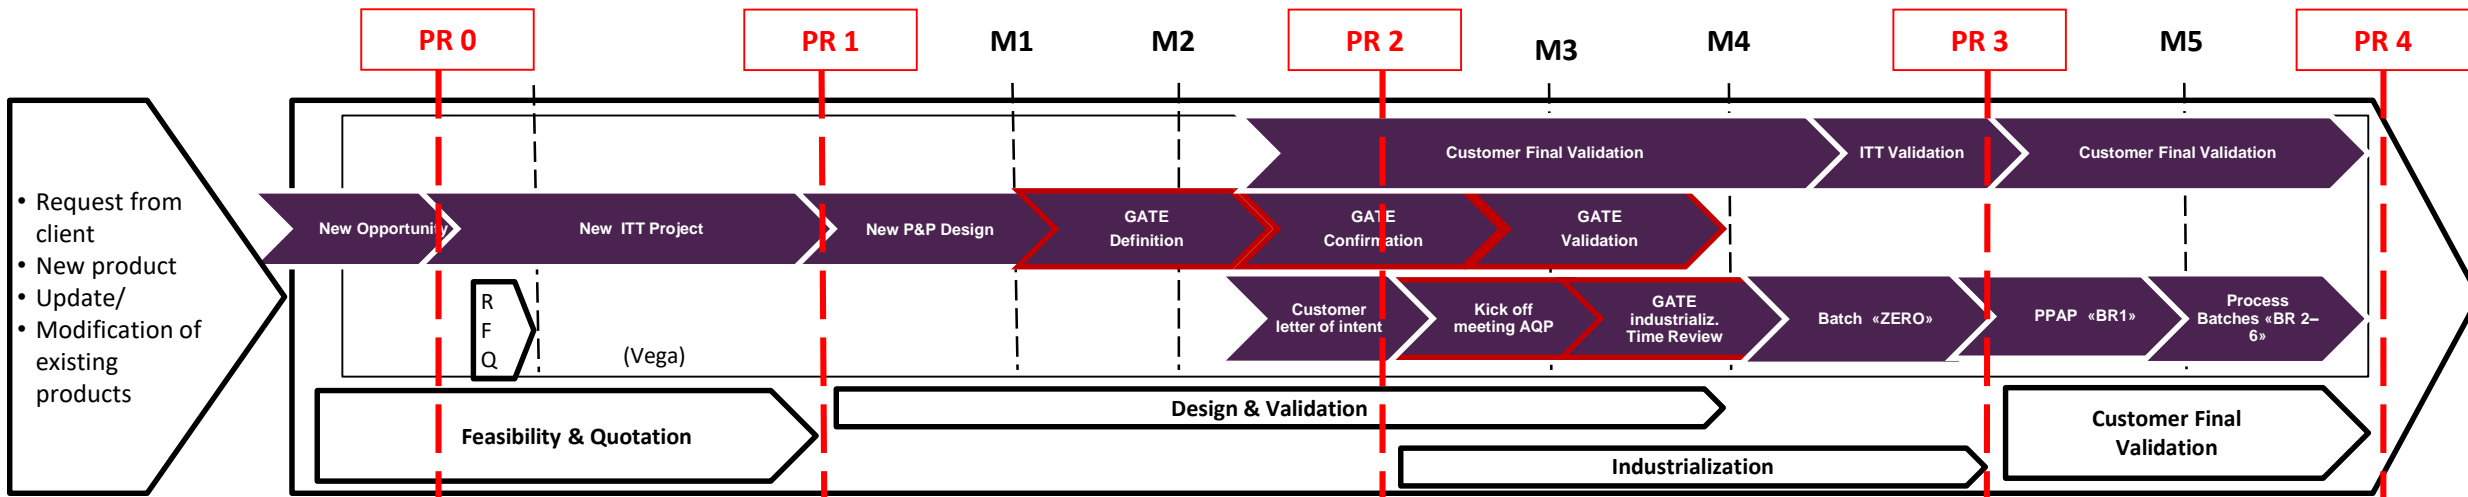 PR 0
PR 1
M1
M2
PR 2
M3
M4
PR 3
M5
PR 4
• Request from
client
• New product
• Update/
• Modification of
existing
products
Customer Final Validation
ITT Validation
Customer Final Validation
New Opportunity
New ITT Project
New P&P Design
GATE
Definition
GATE
Confirmation
GATE
Validation
R
F
Q
(Vega)
Customer
letter of intent
Kick off
meeting AQP
GATE
industrializ.
Time Review
Batch «ZERO»
PPAP «BR1»
Process
Batches «BR 2–
6»
Feasibility & Quotation
Design & Validation
Industrialization
Customer Final
Validation